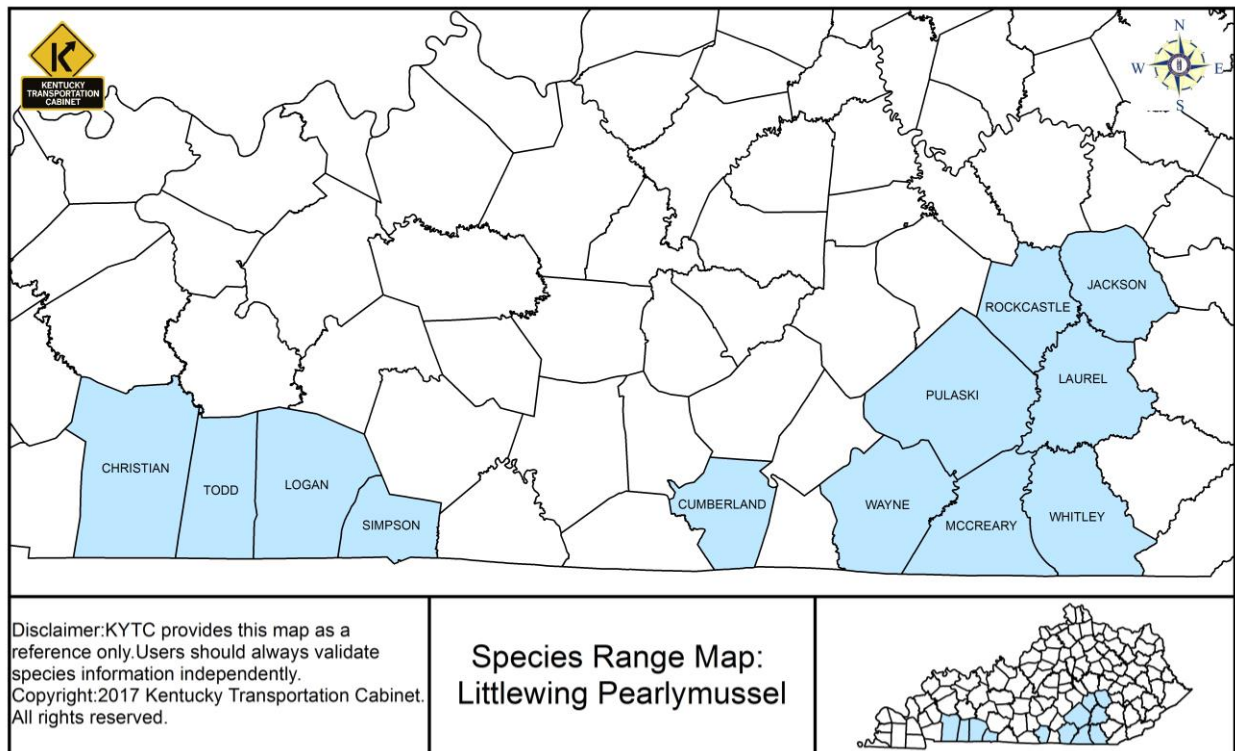 K
KENTUCKY
TRANSPORTATION
CABINET
N
W
E
S
JACKSON
ROCKCASTLE
LAUREL
PULASKI
CHRISTIAN
TODD
LOGAN
SIMPSON
CUMBERLAND
WAYNE
MCCREARY
WHITLEY
Disclaimer:KYTC provides this map as a
reference only.Users should always validate
species information independently.
Copyright:2017 Kentucky Transportation Cabinet.
All rights reserved.
Species Range Map:
Littlewing Pearlymussel